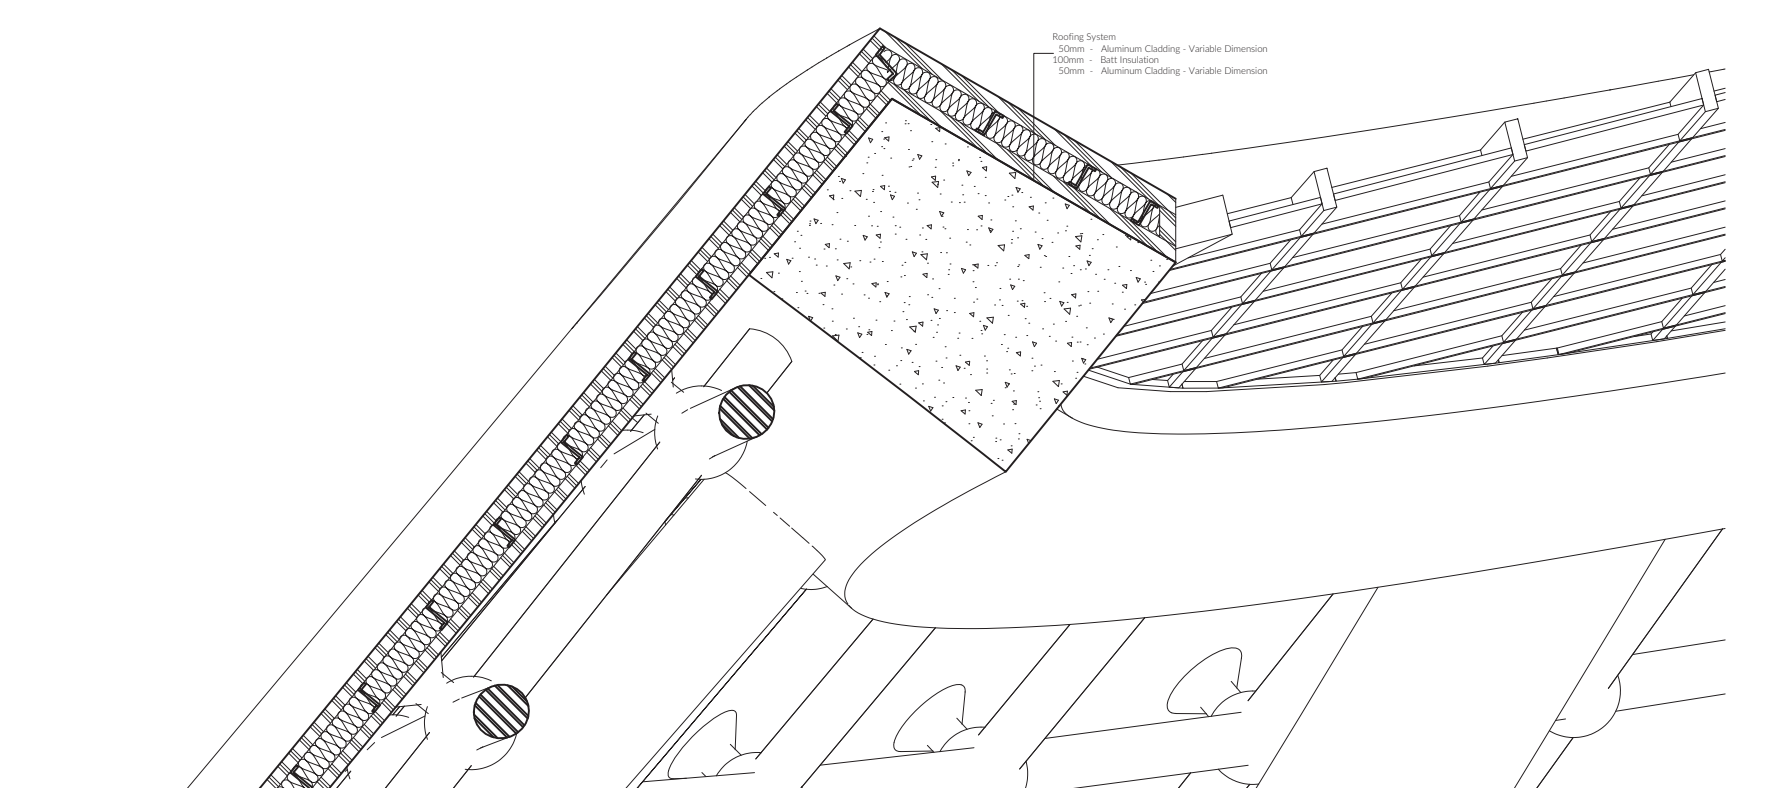 Roofing System
50mm - Aluminum Cladding - Variable Dimension
100mm - Batt Insulation
50mm - Aluminum Cladding - Variable Dimension